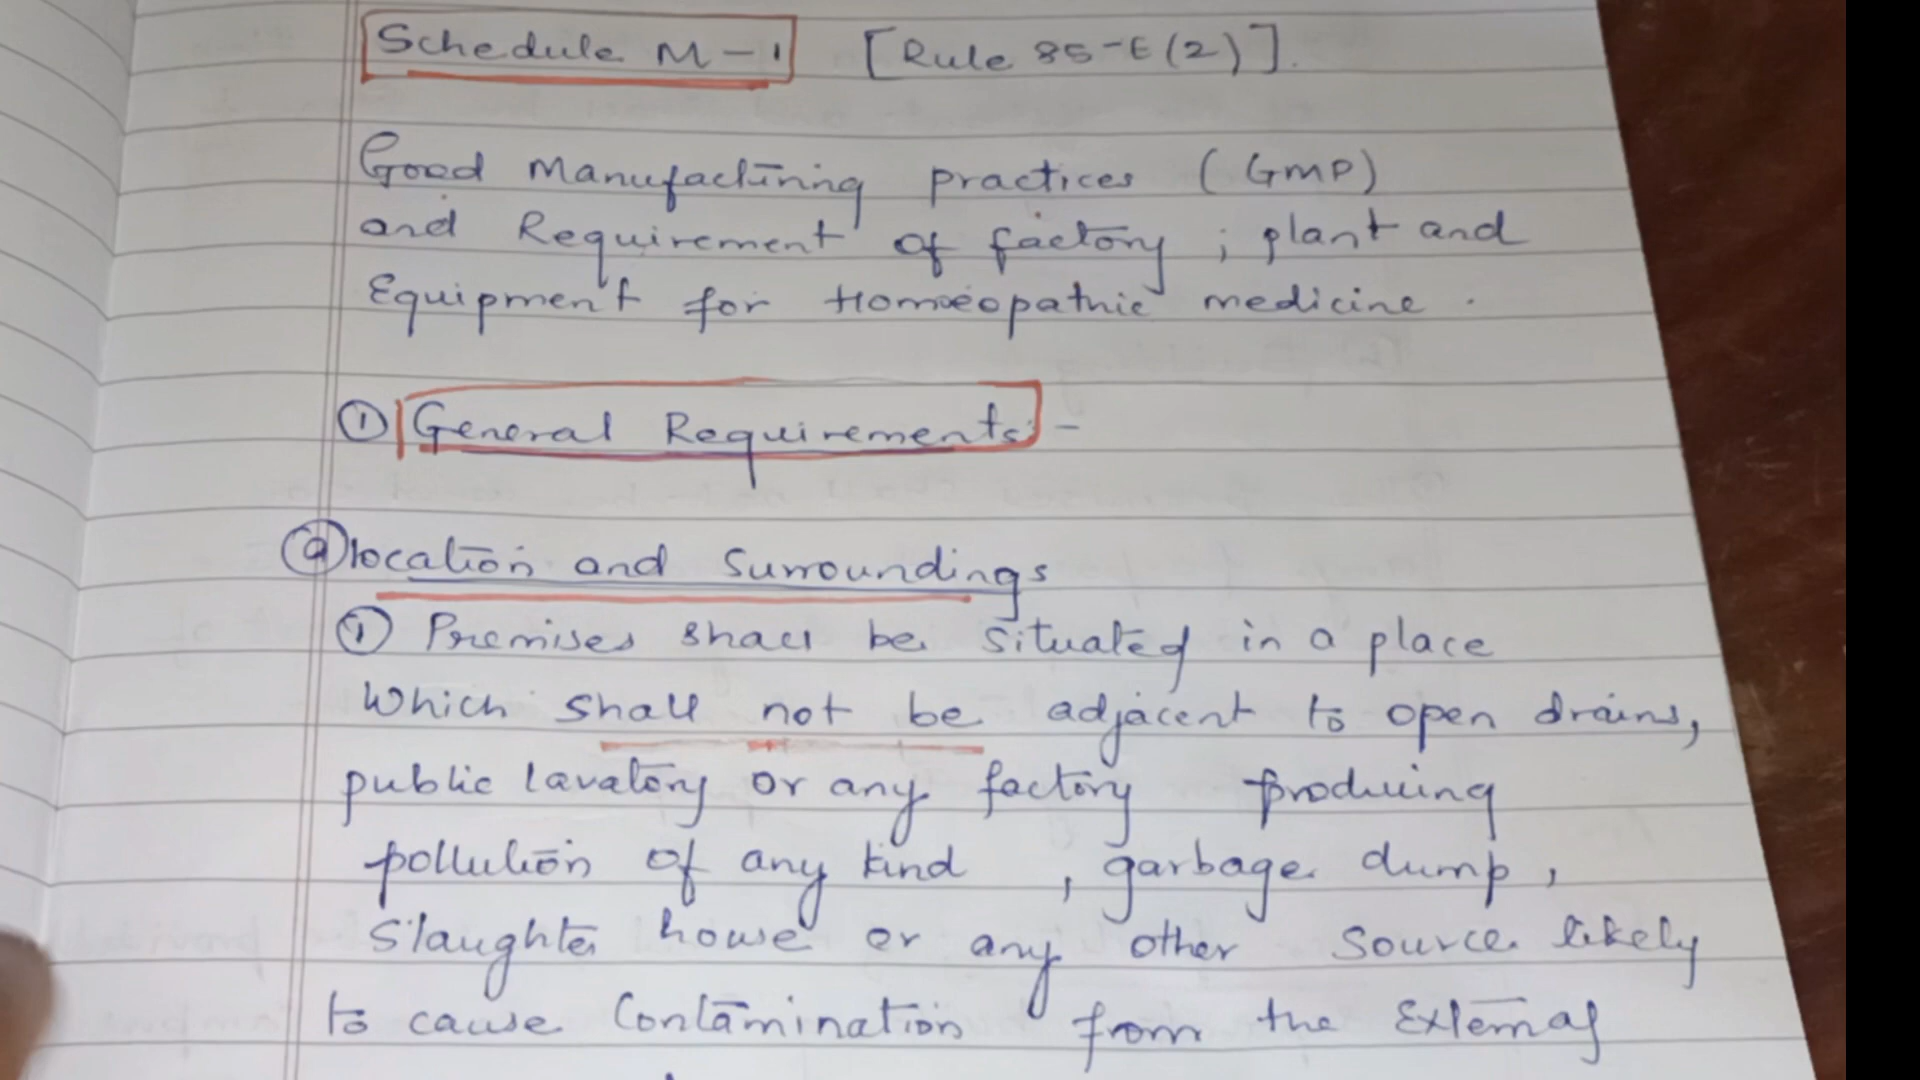 Schedule M-1 [Rule 85-E(2)].
Good Manufacturing practices (GMP)
and Requirement of factory ; plant and
Equipment for Homoeopathic medicine .
① General Requirements:-
ⓐ location and Surroundings
① Premises shall be situated in a place
Which shall not be adjacent to open drains,
public lavatory or any factory producing
pollution of any kind , garbage dump ,
Slaughter house or any other source likely
to cause Contamination from the External